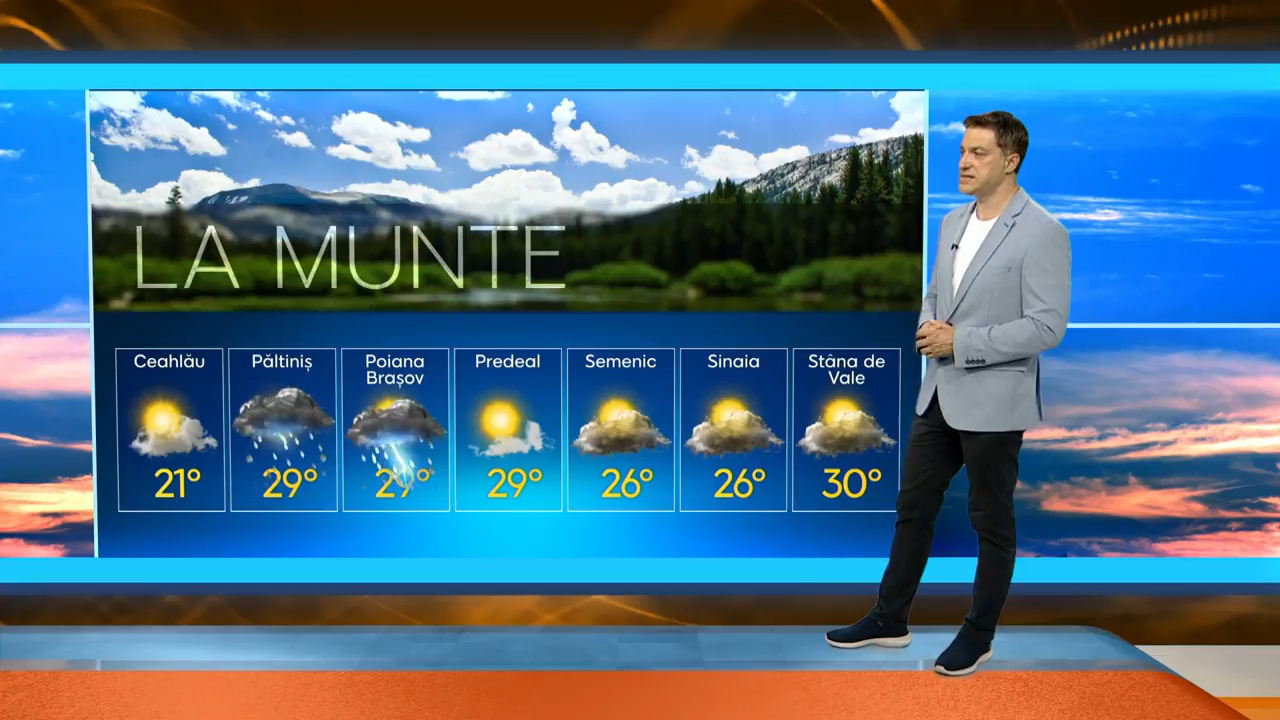 LA MUNTE
Ceahlău
21°
Păltiniș
29°
Poiana
Brașov
29°
Predeal
29°
Semenic
26°
Sinaia
26°
Stâna de
Vale
30°